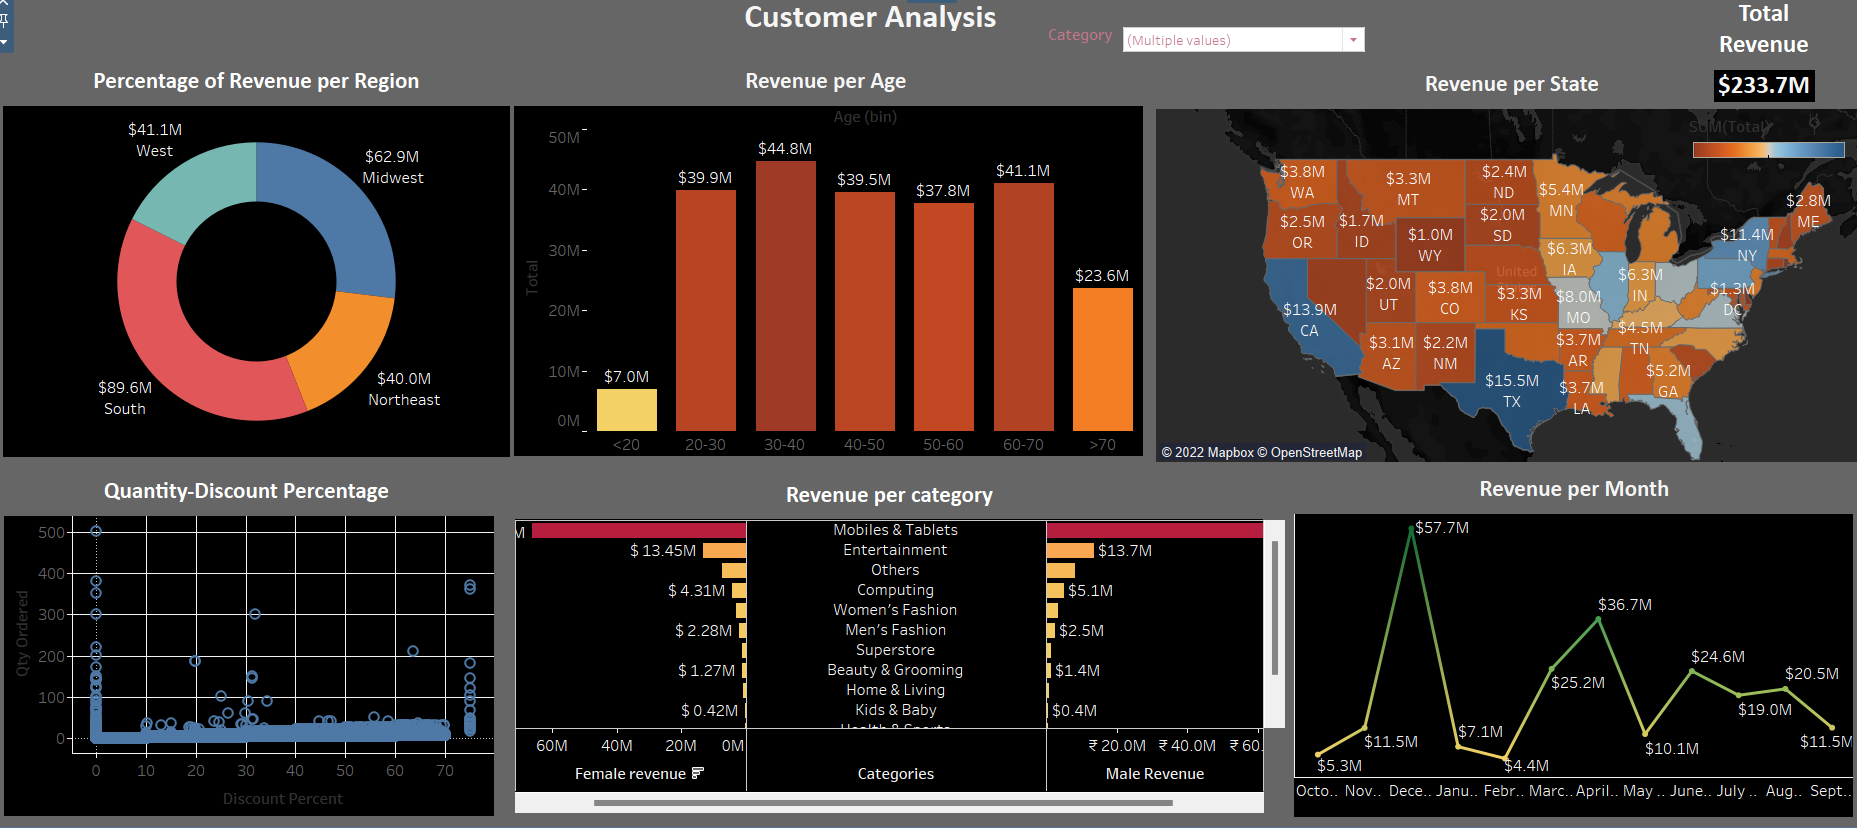 Customer Analysis
Category
(Multiple values)
Total
Revenue
$233.7M
Percentage of Revenue per Region
$41.1M
West
$62.9M
Midwest
$89.6M
South
$40.0M
Northeast
Revenue per Age
Age (bin)
Total
50M
40M
30M
20M
10M
0M
$7.0M
$39.9M
$44.8M
$39.5M
$37.8M
$41.1M
$23.6M
<20
20-30
30-40
40-50
50-60
60-70
>70
Revenue per State
SUM(Total)
$3.8M
WA
$3.3M
MT
$2.4M
ND
$5.4M
MN
$2.8M
ME
$2.5M
OR
$1.7M
ID
$1.0M
WY
$2.0M
SD
$11.4M
NY
$6.3M
IA
United
$6.3M
IN
$2.0M
UT
$3.8M
CO
$3.3M
KS
$8.0M
MO
$1.3M
DC
$13.9M
CA
$4.5M
TN
$3.1M
AZ
$2.2M
NM
$3.7M
AR
$5.2M
GA
$15.5M
TX
$3.7M
LA
© 2022 Mapbox © OpenStreetMap
Quantity-Discount Percentage
Qty Ordered
500
400
300
200
100
0
0
10
20
30
40
50
60
70
Discount Percent
Revenue per category
M
Mobiles & Tablets
$ 13.45M
Entertainment
$13.7M
Others
$ 4.31M
Computing
$5.1M
Women's Fashion
$ 2.28M
Men's Fashion
$2.5M
Superstore
$ 1.27M
Beauty & Grooming
$1.4M
Home & Living
$ 0.42M
Kids & Baby
$0.4M
Health & Sports
60M
40M
20M
0M
₹ 20.0M
₹ 40.0M
₹ 60.
Female revenue
Categories
Male Revenue
Revenue per Month
$57.7M
$36.7M
$24.6M
$20.5M
$25.2M
$19.0M
$7.1M
$11.5M
$10.1M
$11.5M
$5.3M
$4.4M
Octo..
Nov..
Dece..
Janu..
Febr..
Marc..
April..
May ..
June..
July ..
Aug..
Sept..